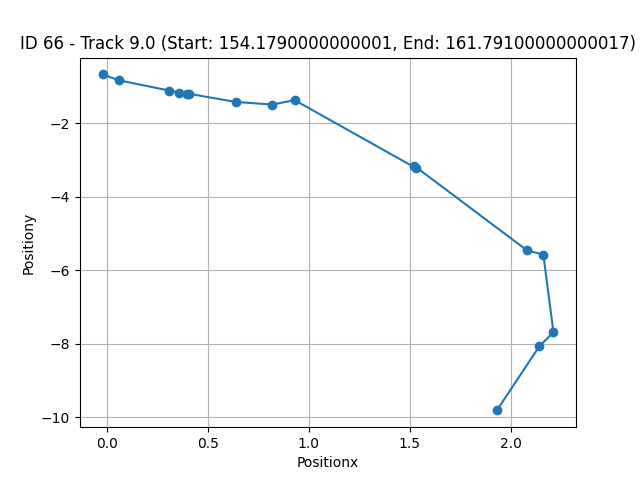 ID 66 - Track 9.0 (Start: 154.1790000000001, End: 161.79100000000017)
Positiony
−2
−4
−6
−8
−10
0.0 0.5 1.0 1.5 2.0
Positionx